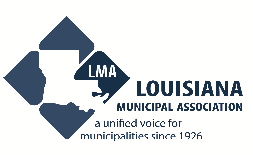 LMA
LOUISIANA
MUNICIPAL ASSOCIATION
a unified voice for
municipalities since 1926